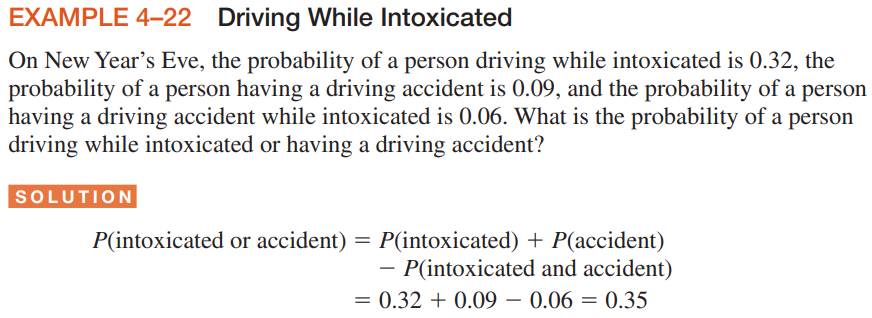 EXAMPLE 4–22 Driving While Intoxicated
On New Year’s Eve, the probability of a person driving while intoxicated is 0.32, the
probability of a person having a driving accident is 0.09, and the probability of a person
having a driving accident while intoxicated is 0.06. What is the probability of a person
driving while intoxicated or having a driving accident?
SOLUTION
P(intoxicated or accident) = P(intoxicated) + P(accident)
− P(intoxicated and accident)
= 0.32 + 0.09 − 0.06 = 0.35